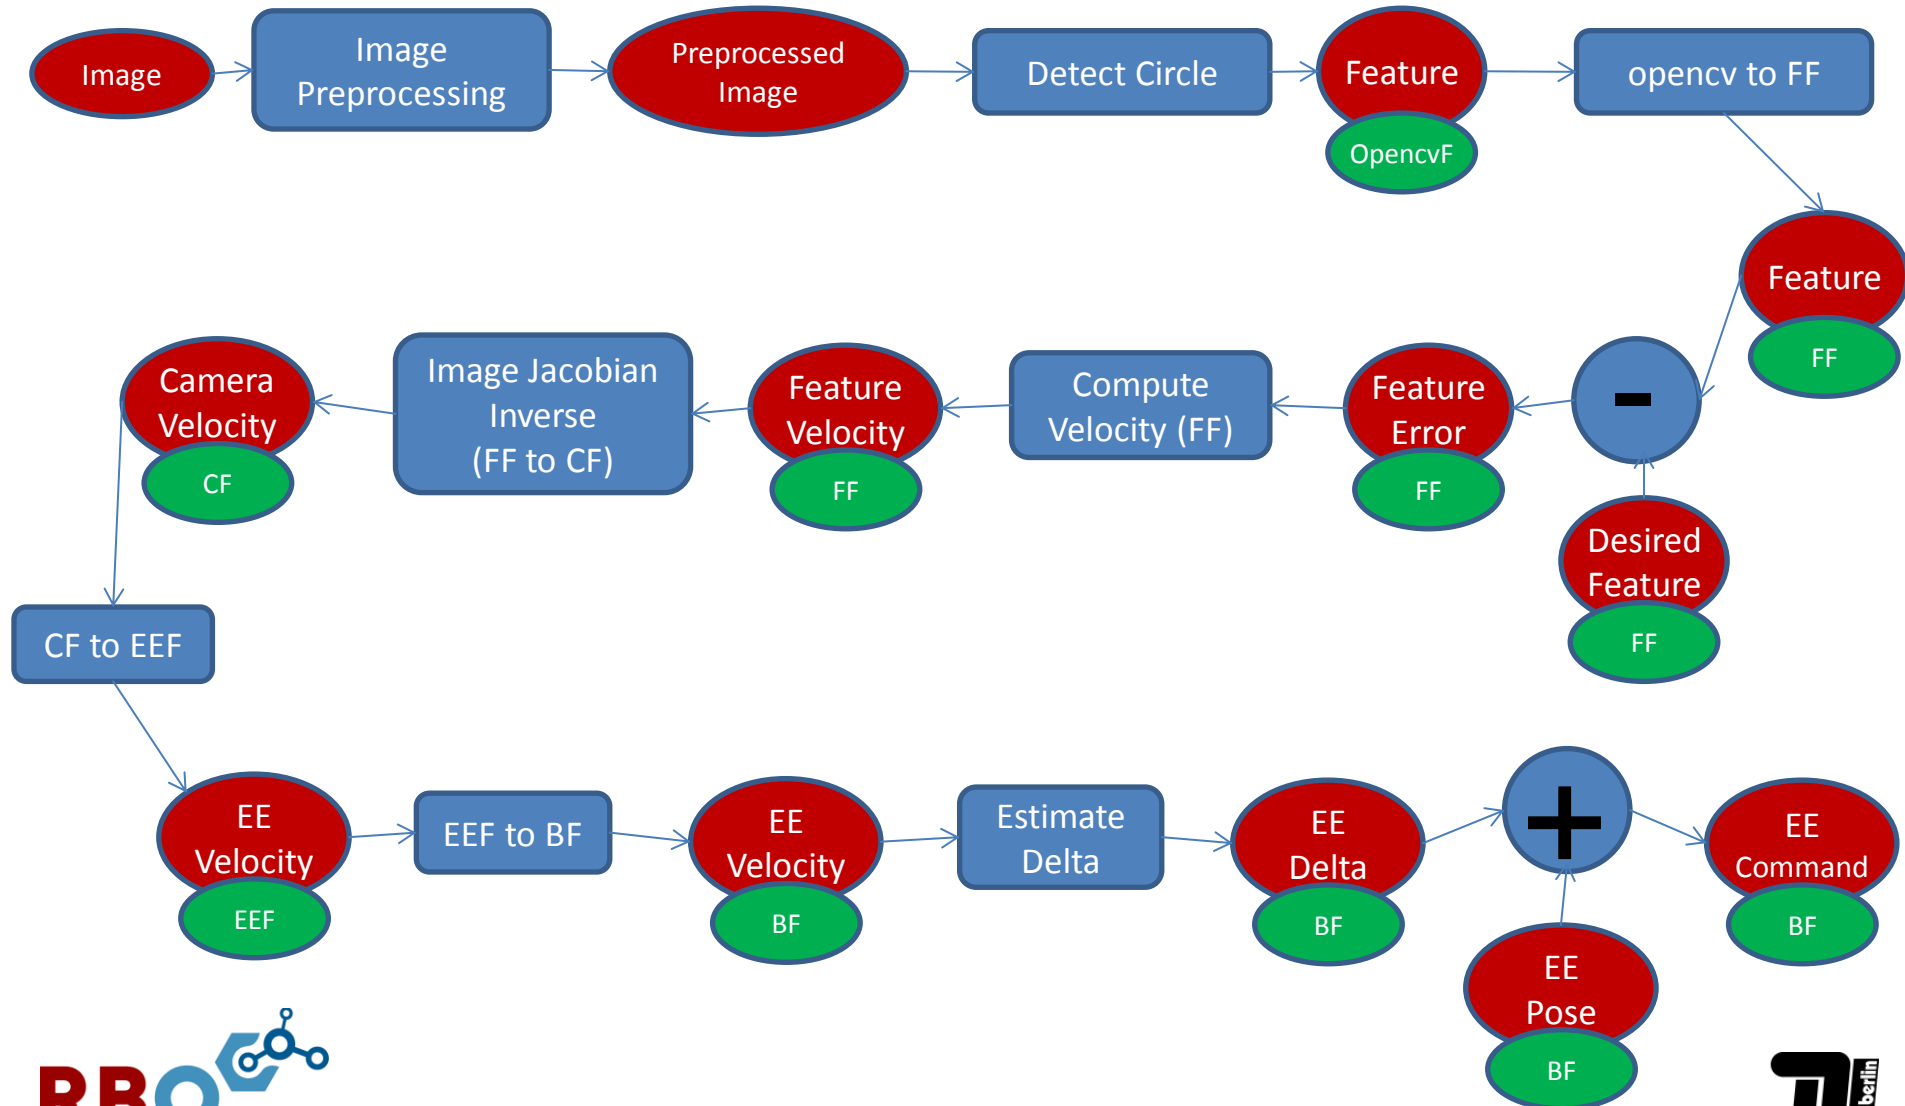 Image
Image
Preprocessing
Preprocessed
Image
Detect Circle
Feature
OpencvF
opencv to FF
Feature
FF
-
Desired
Feature
FF
Feature
Error
FF
Compute
Velocity (FF)
Feature
Velocity
FF
Image Jacobian
Inverse
(FF to CF)
Camera
Velocity
CF
CF to EEF
EE
Velocity
EEF
EEF to BF
EE
Velocity
BF
Estimate
Delta
EE
Delta
BF
+
EE
Pose
BF
EE
Command
BF
RBO
berlin